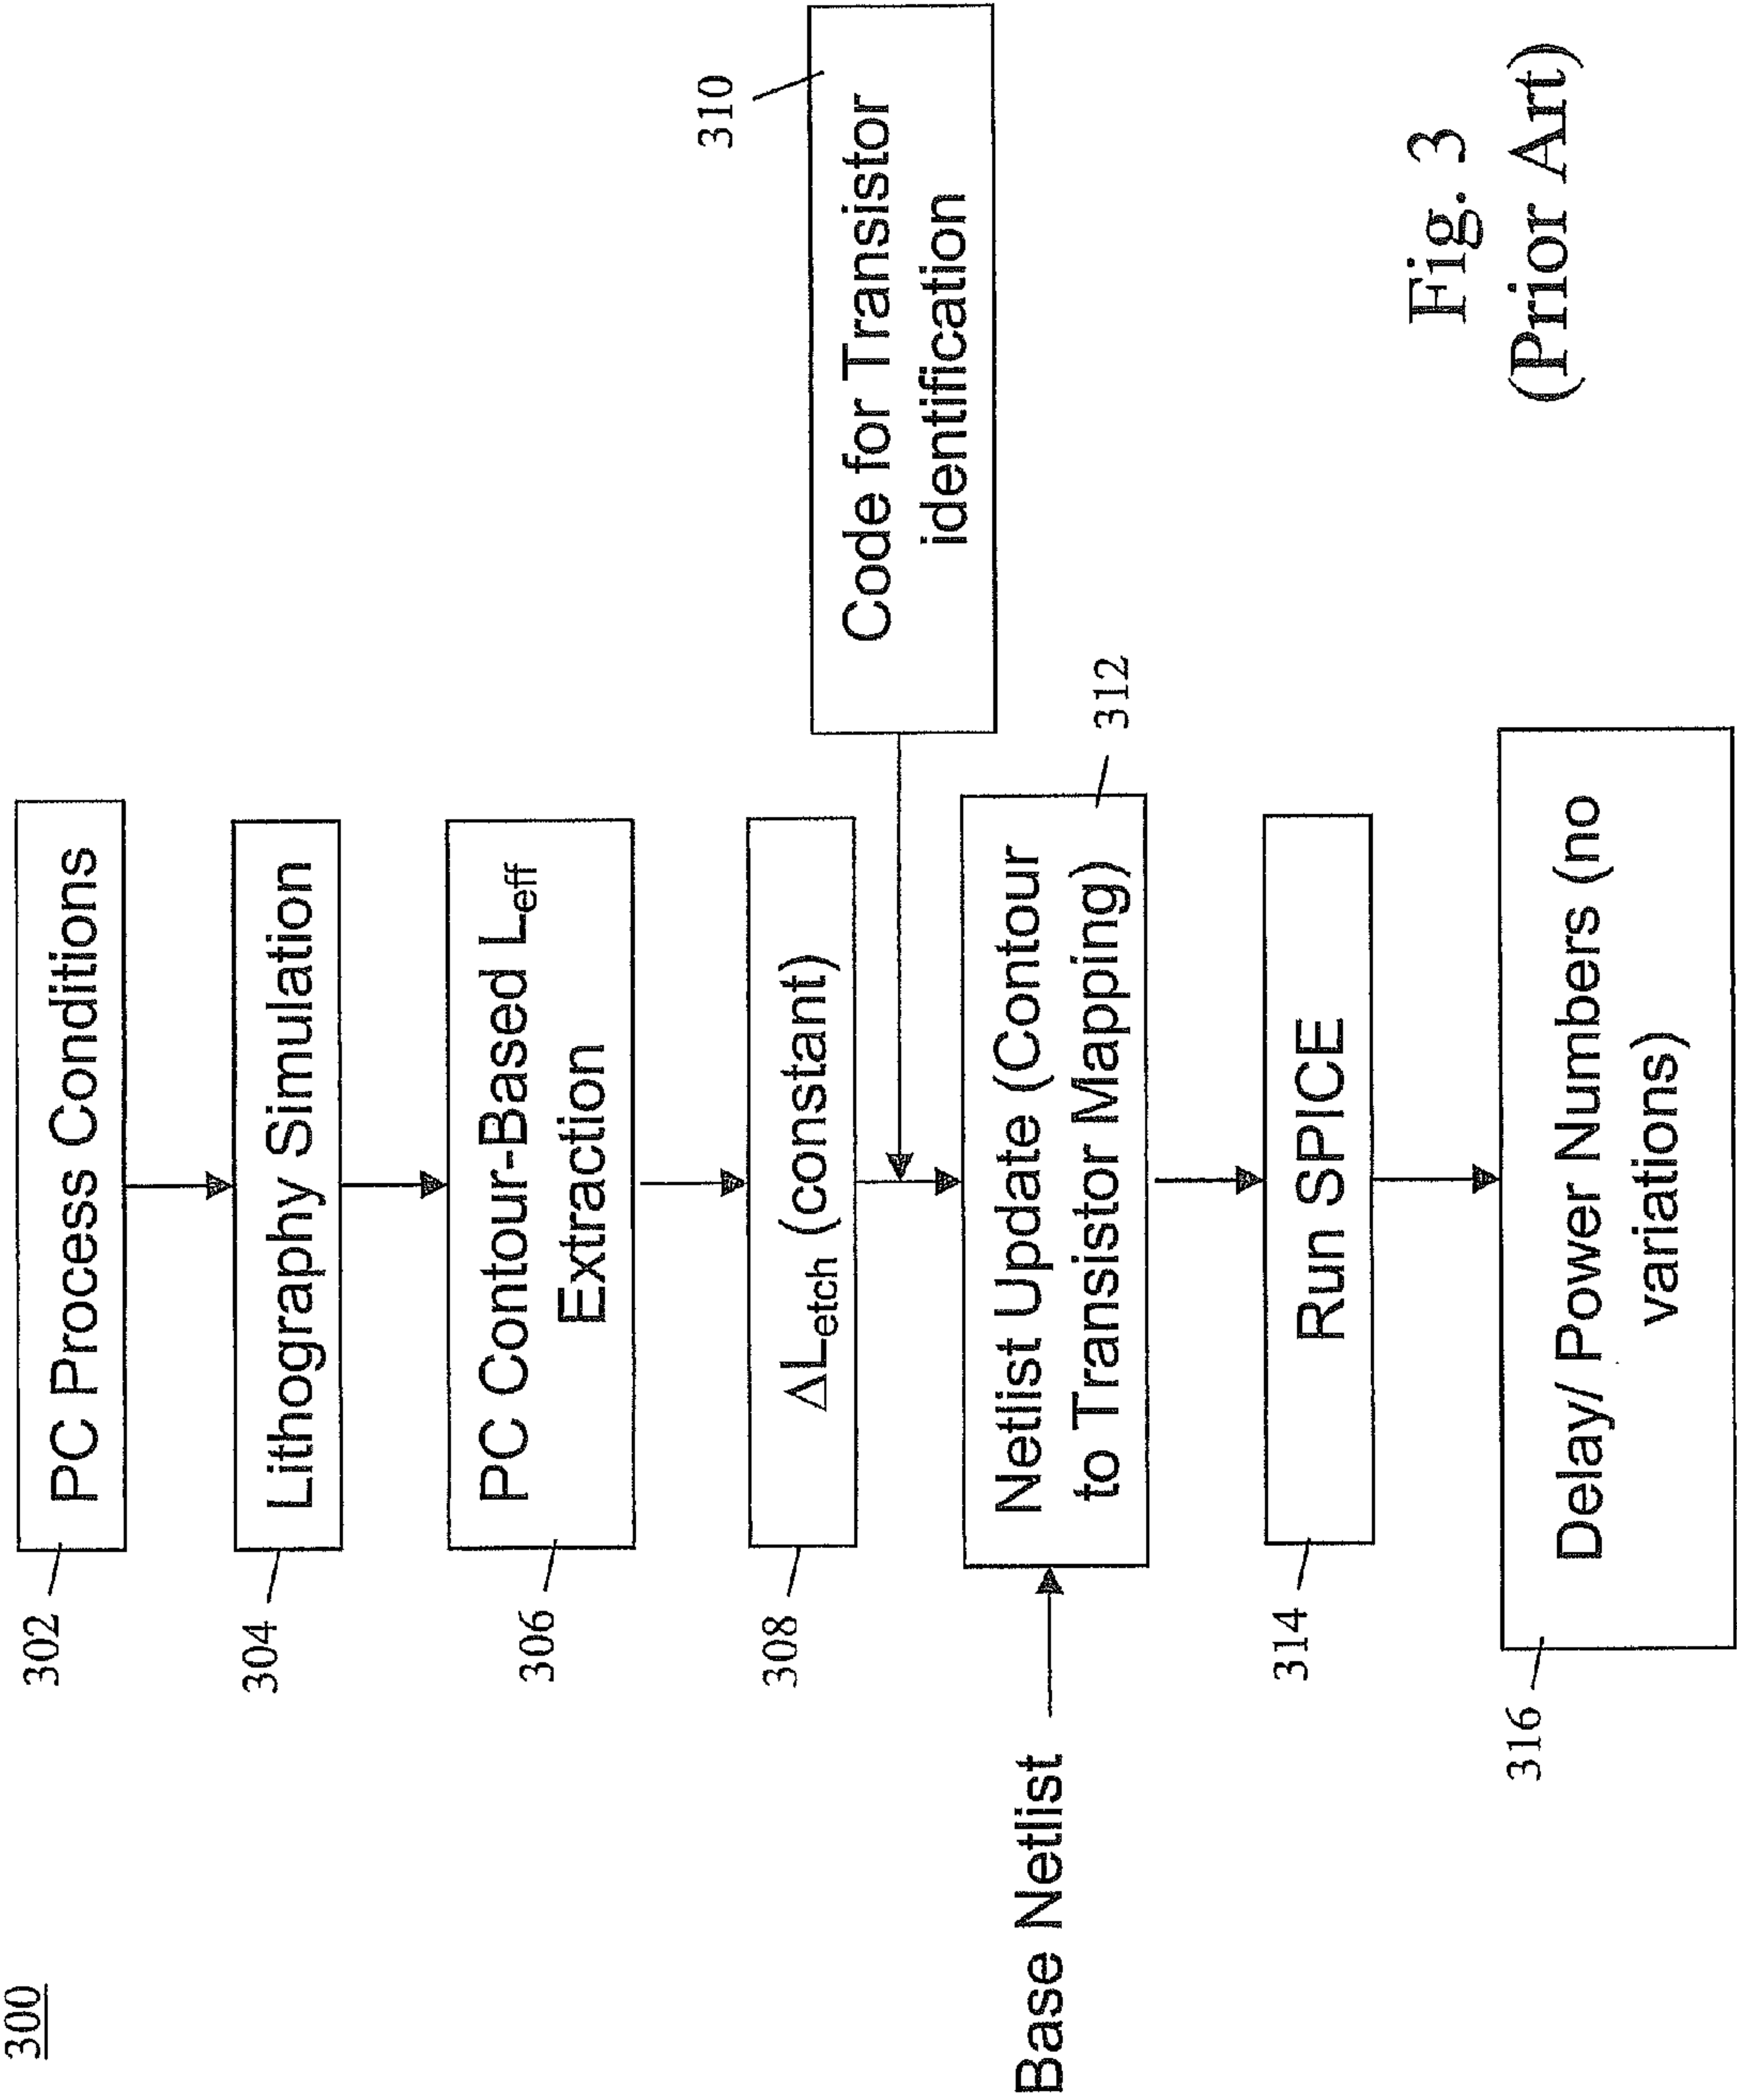 300
302
PC Process Conditions
304
Lithography Simulation
306
PC Contour-Based Leff
Extraction
308
ΔLetch (constant)
310
Code for Transistor
identification
Base Netlist
312
Netlist Update (Contour
to Transistor Mapping)
314
Run SPICE
316
Delay/ Power Numbers (no
variations)
Fig. 3
(Prior Art)